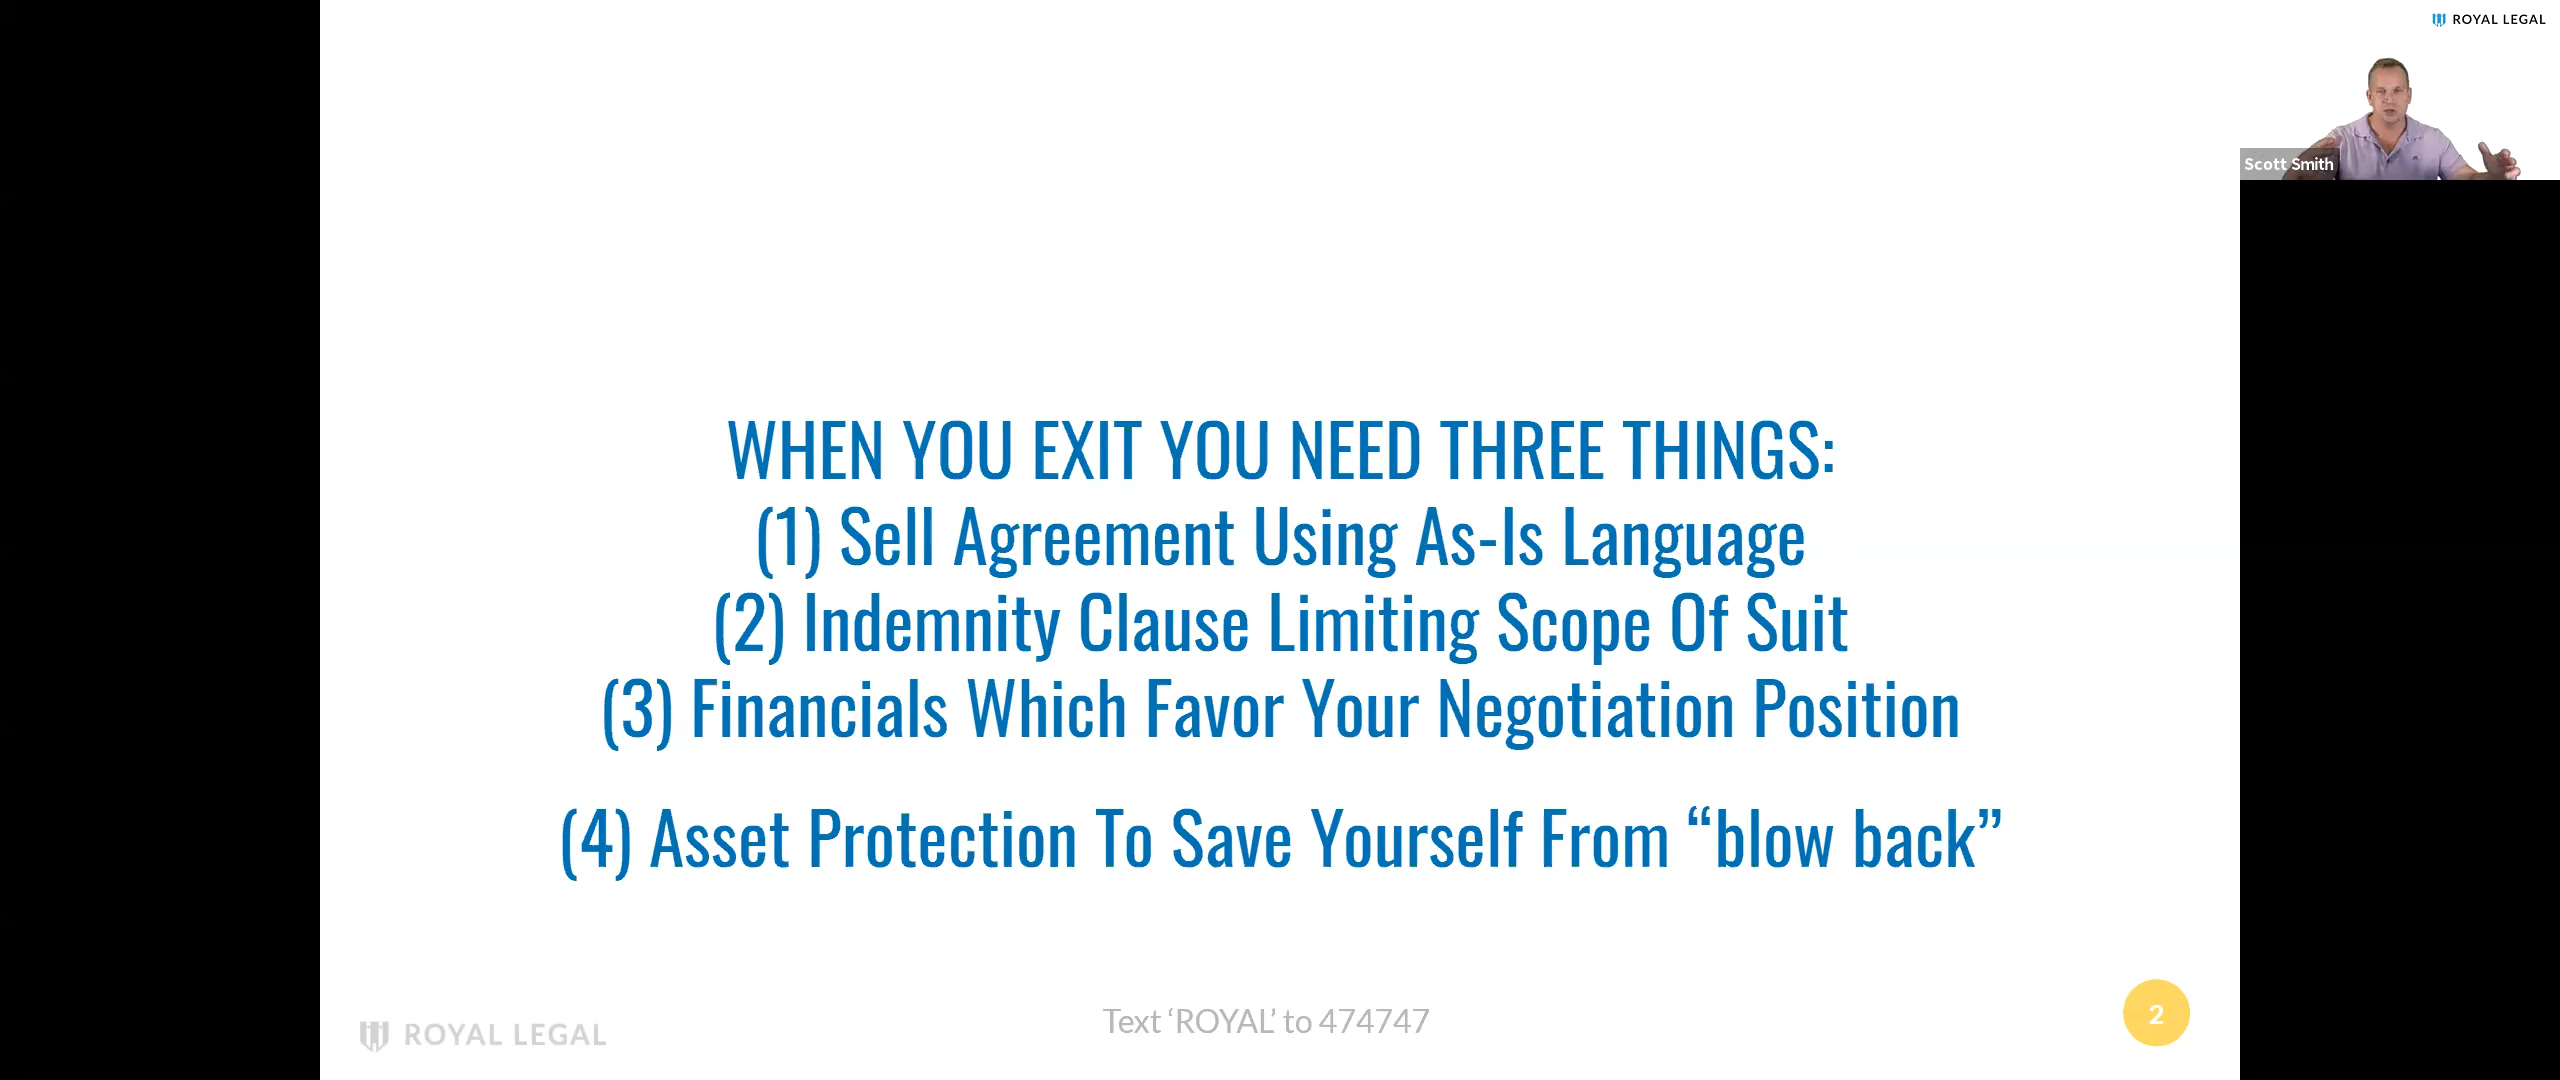 ROYAL LEGAL
Scott Smith
WHEN YOU EXIT YOU NEED THREE THINGS:
(1) Sell Agreement Using As-Is Language
(2) Indemnity Clause Limiting Scope Of Suit
(3) Financials Which Favor Your Negotiation Position
(4) Asset Protection To Save Yourself From “blow back”
ROYAL LEGAL
Text ‘ROYAL’ to 474747
2